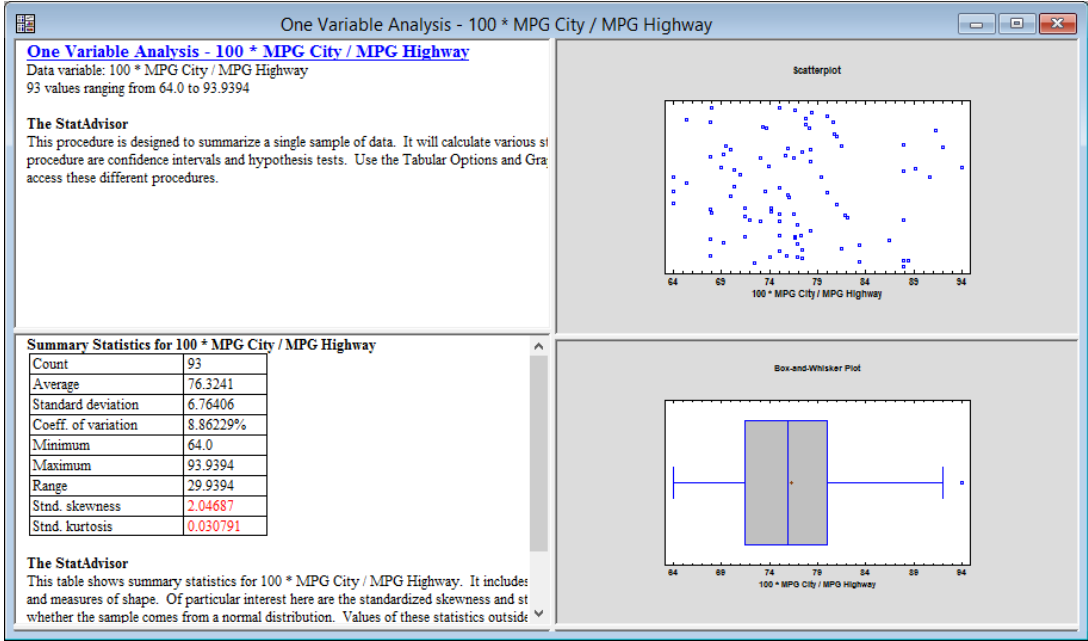 One Variable Analysis - 100 * MPG City / MPG Highway
One Variable Analysis - 100 * MPG City / MPG Highway
Data variable: 100 * MPG City / MPG Highway
93 values ranging from 64.0 to 93.9394
The StatAdvisor
This procedure is designed to summarize a single sample of data. It will calculate various st
procedure are confidence intervals and hypothesis tests. Use the Tabular Options and Gra
access these different procedures.
Scatterplot
64 69 74 79 84 89 94
100 * MPG City / MPG Highway
Summary Statistics for 100 * MPG City / MPG Highway
Count 93
Average 76.3241
Standard deviation 6.76406
Coeff. of variation 8.86229%
Minimum 64.0
Maximum 93.9394
Range 29.9394
Stnd. skewness 2.04687
Stnd. kurtosis 0.030791
The StatAdvisor
This table shows summary statistics for 100 * MPG City / MPG Highway. It includes
and measures of shape. Of particular interest here are the standardized skewness and st
whether the sample comes from a normal distribution. Values of these statistics outside
Box-and-Whisker Plot
64 69 74 79 84 89 94
100 * MPG City / MPG Highway